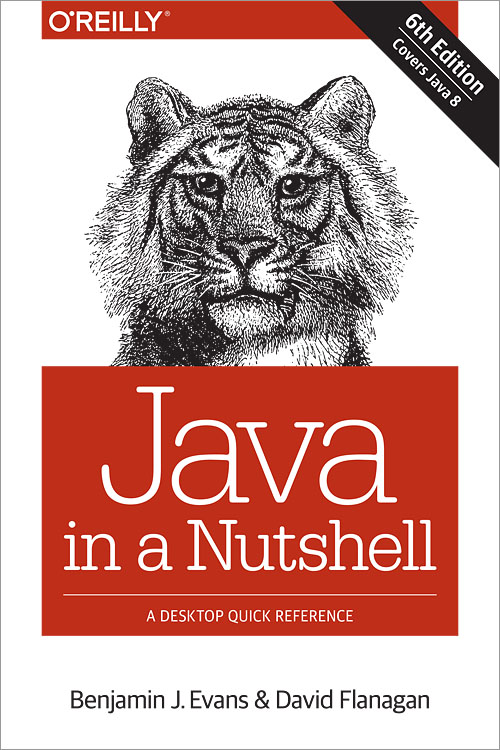 O'REILLY®
6th Edition
Covers Java 8
Java
in a Nutshell
A DESKTOP QUICK REFERENCE
Benjamin J. Evans & David Flanagan